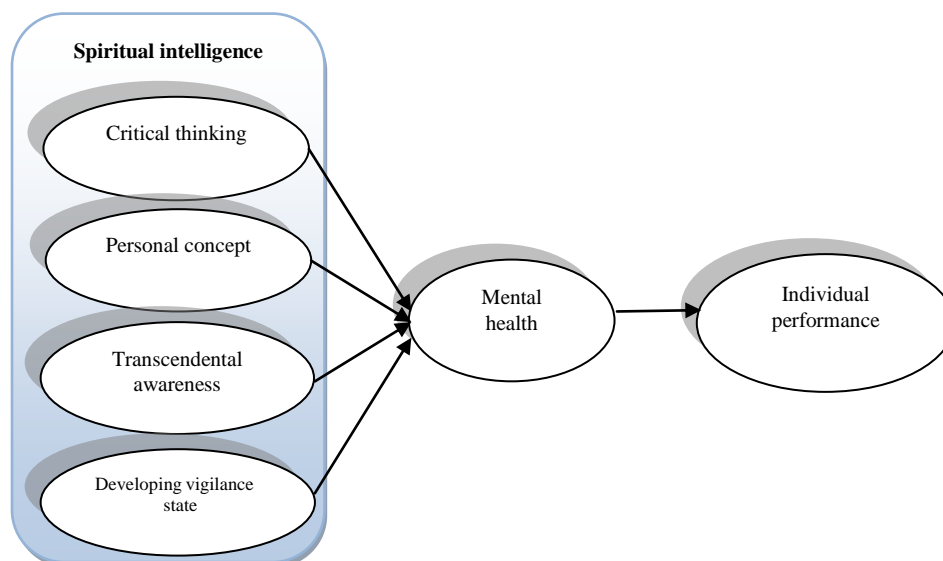 Spiritual intelligence
Critical thinking
Personal concept
Transcendental
awareness
Developing vigilance
state
Mental
health
Individual
performance